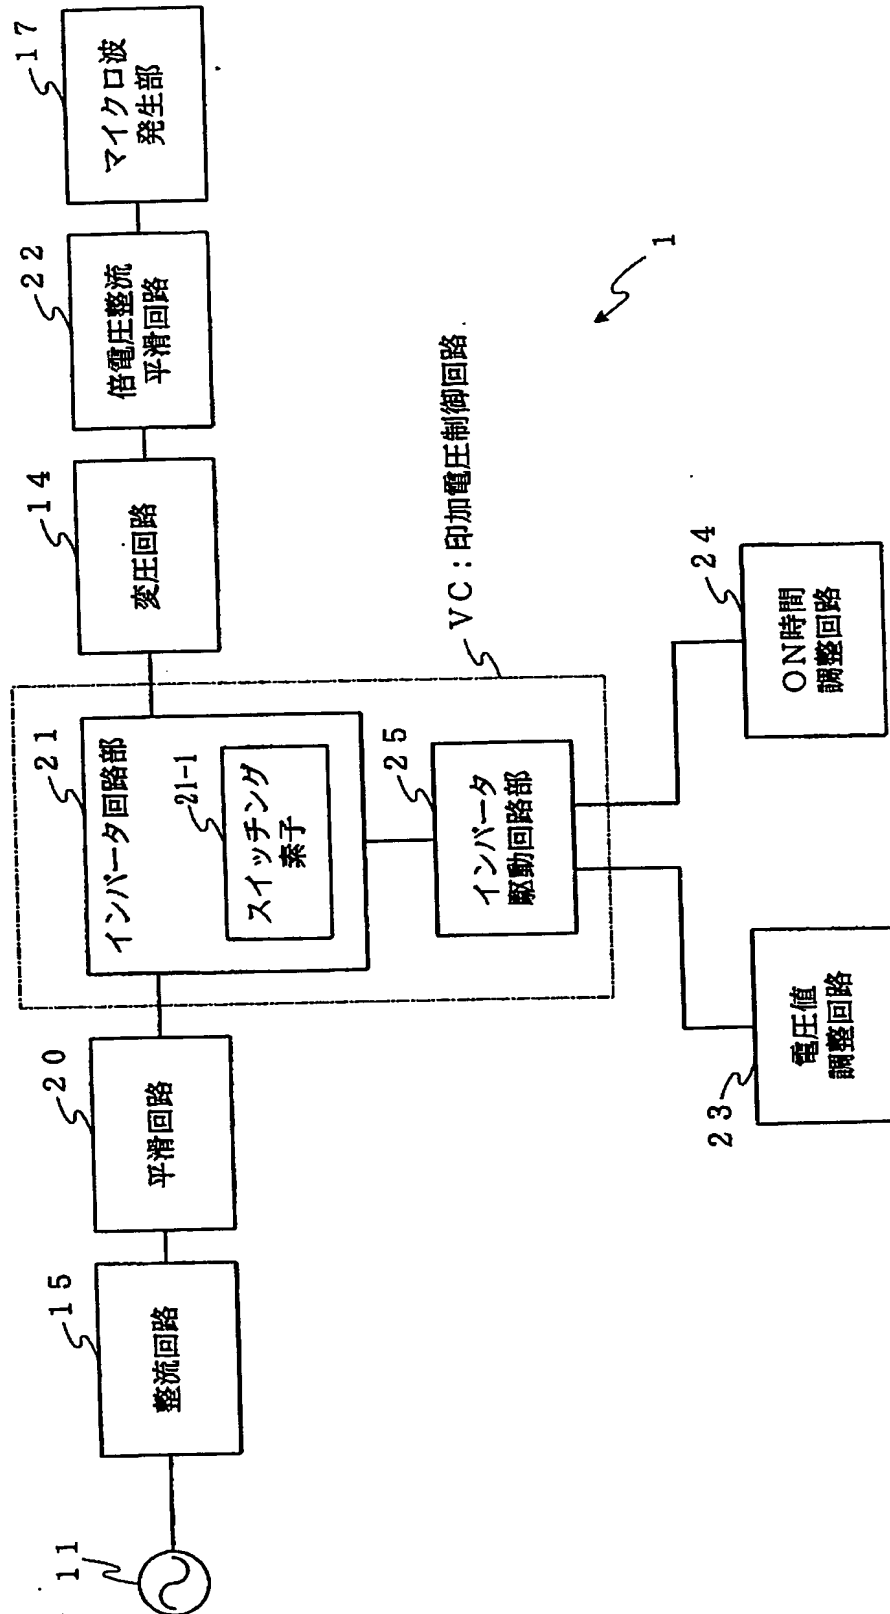 11
15
整流回路
20
平滑回路
21
インバータ回路部
21-1
スイッチング
素子
25
インバータ
駆動回路部
VC:印加電圧制御回路
14
変圧回路
22
倍電圧整流
平滑回路
17
マイクロ波
発生部
23
電圧値
調整回路
24
ON時間
調整回路
1